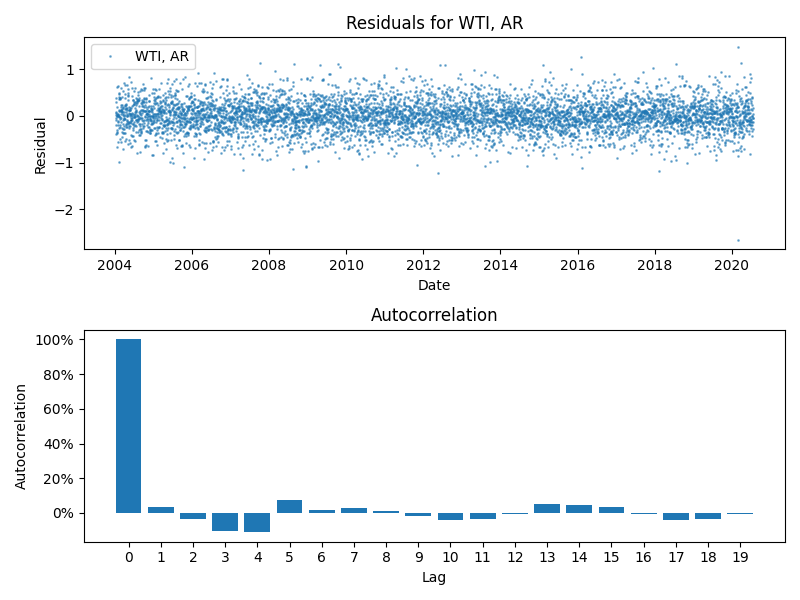 Residuals for WTI, AR
WTI, AR
Residual
1
0
−1
−2
2004 2006 2008 2010 2012 2014 2016 2018 2020
Date
Autocorrelation
Autocorrelation
100%
80%
60%
40%
20%
0%
0 1 2 3 4 5 6 7 8 9 10 11 12 13 14 15 16 17 18 19
Lag